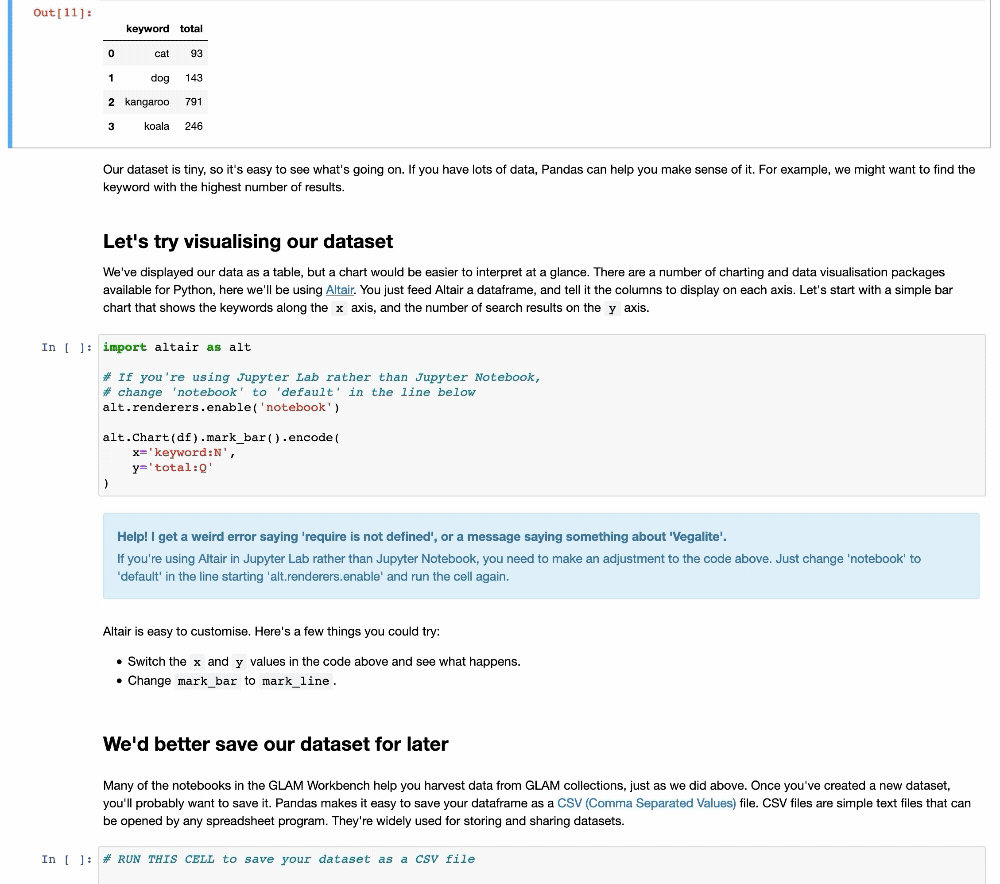 Out[11]:
keyword total
0 cat 93
1 dog 143
2 kangaroo 791
3 koala 246
Our dataset is tiny, so it's easy to see what's going on. If you have lots of data, Pandas can help you make sense of it. For example, we might want to find the
keyword with the highest number of results.
Let's try visualising our dataset
We've displayed our data as a table, but a chart would be easier to interpret at a glance. There are a number of charting and data visualisation packages
available for Python, here we'll be using Altair. You just feed Altair a dataframe, and tell it the columns to display on each axis. Let's start with a simple bar
chart that shows the keywords along the x axis, and the number of search results on the y axis.
In [ ]: import altair as alt
# If you're using Jupyter Lab rather than Jupyter Notebook,
# change 'notebook' to 'default' in the line below
alt.renderers.enable('notebook')
alt.Chart(df).mark_bar().encode(
x='keyword:N',
y='total:Q'
)
Help! I get a weird error saying 'require is not defined', or a message saying something about 'Vegalite'.
If you're using Altair in Jupyter Lab rather than Jupyter Notebook, you need to make an adjustment to the code above. Just change 'notebook' to
'default' in the line starting 'alt.renderers.enable' and run the cell again.
Altair is easy to customise. Here's a few things you could try:
• Switch the x and y values in the code above and see what happens.
• Change mark_bar to mark_line.
We'd better save our dataset for later
Many of the notebooks in the GLAM Workbench help you harvest data from GLAM collections, just as we did above. Once you've created a new dataset,
you'll probably want to save it. Pandas makes it easy to save your dataframe as a CSV (Comma Separated Values) file. CSV files are simple text files that can
be opened by any spreadsheet program. They're widely used for storing and sharing datasets.
In [ ]: # RUN THIS CELL to save your dataset as a CSV file